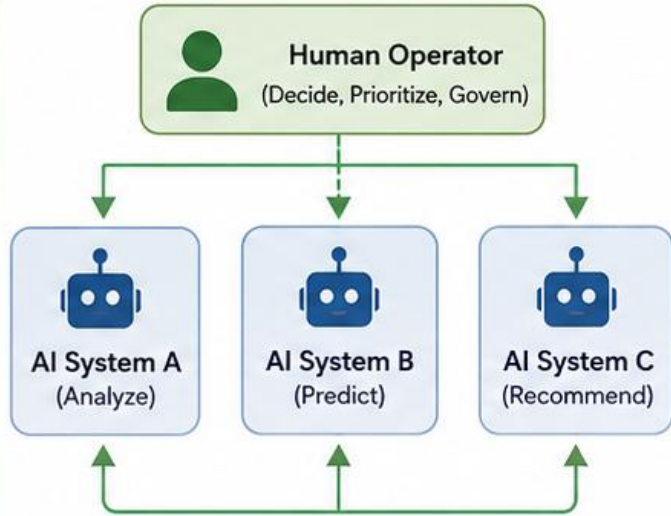 Human Operator
(Decide, Prioritize, Govern)
AI System A
(Analyze)
AI System B
(Predict)
AI System C
(Recommend)